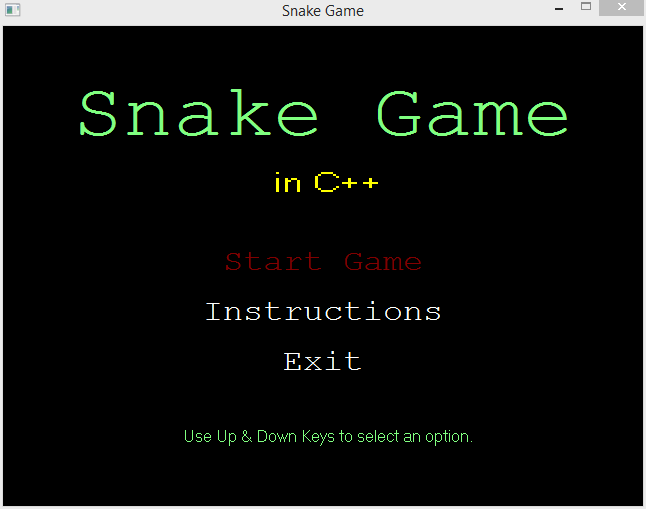 Snake Game
Snake Game
in C++
Start Game
Instructions
Exit
Use Up & Down Keys to select an option.